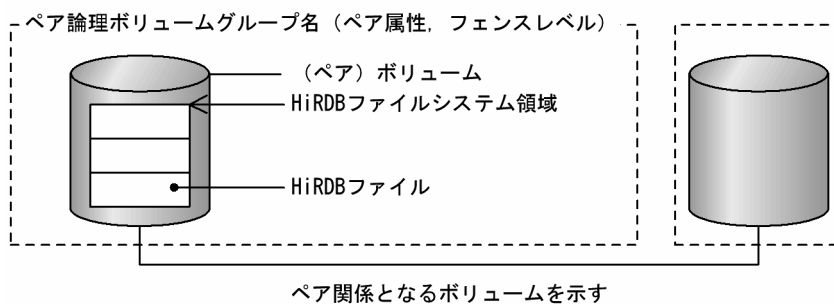 ペア論理ボリュームグループ名（ペア属性，フェンスレベル）
（ペア）ボリューム
HiRDBファイルシステム領域
HiRDBファイル
ペア関係となるボリュームを示す